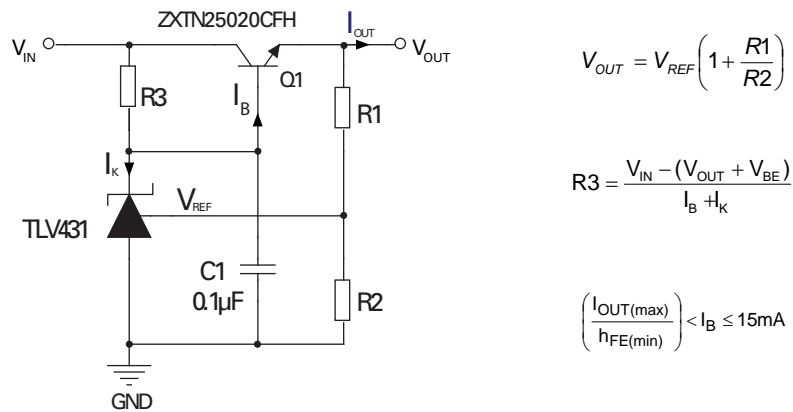 ZXTN25020CFH
I_OUT
V_IN
V_OUT
Q1
R3
I_B
R1
I_K
V_REF
TLV431
C1
0.1µF
R2
GND
V_OUT = V_REF(1 + R1/R2)
R3 = (V_IN − (V_OUT + V_BE))/(I_B + I_K)
(I_OUT(max)/h_FE(min)) < I_B ≤ 15mA